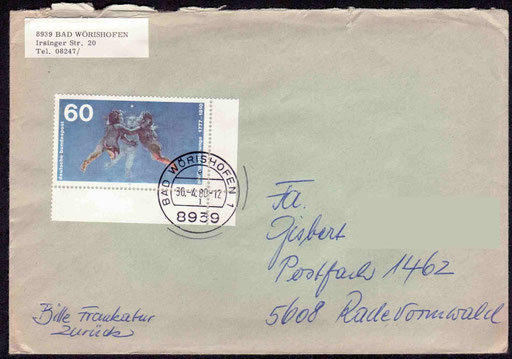 8939 BAD WÖRISHOFEN
Irsinger Str. 20
Tel. 08247/
60
deutsche bundespost
1777-1810
BAD WÖRISHOFEN 1
30.-4.80-12
8939
Fa.
Gisbert
Postfach 1462
5608 Radevormwald
Bitte Frankatur
zurück